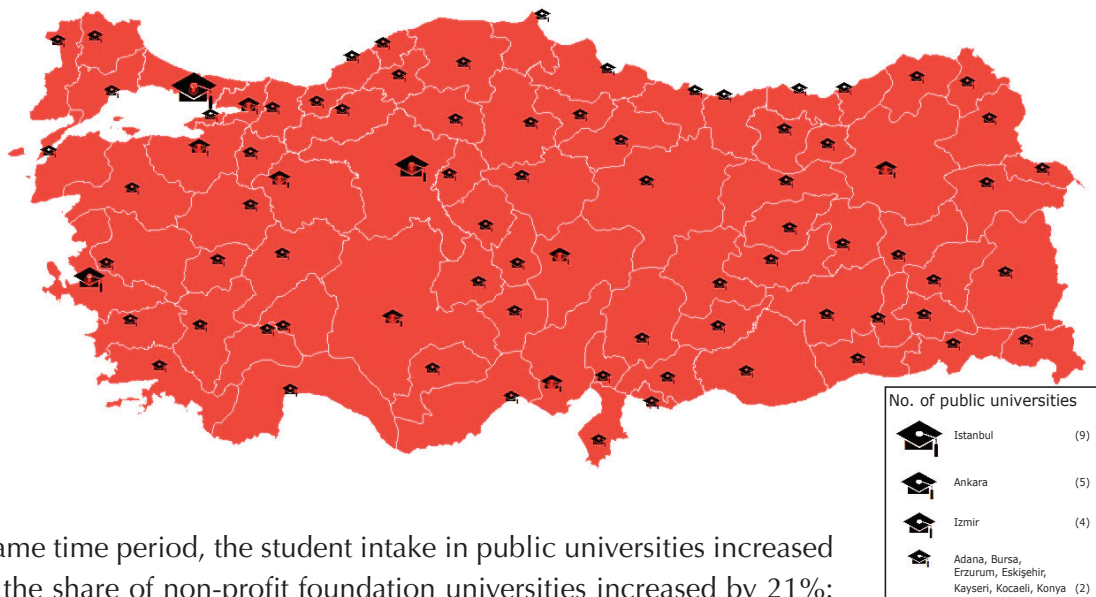 No. of public universities
Istanbul (9)
Ankara (5)
Izmir (4)
Adana, Bursa,
Erzurum, Eskişehir,
Kayseri, Kocaeli, Konya (2)
ame time period, the student intake in public universities increased
the share of non-profit foundation universities increased by 21%: